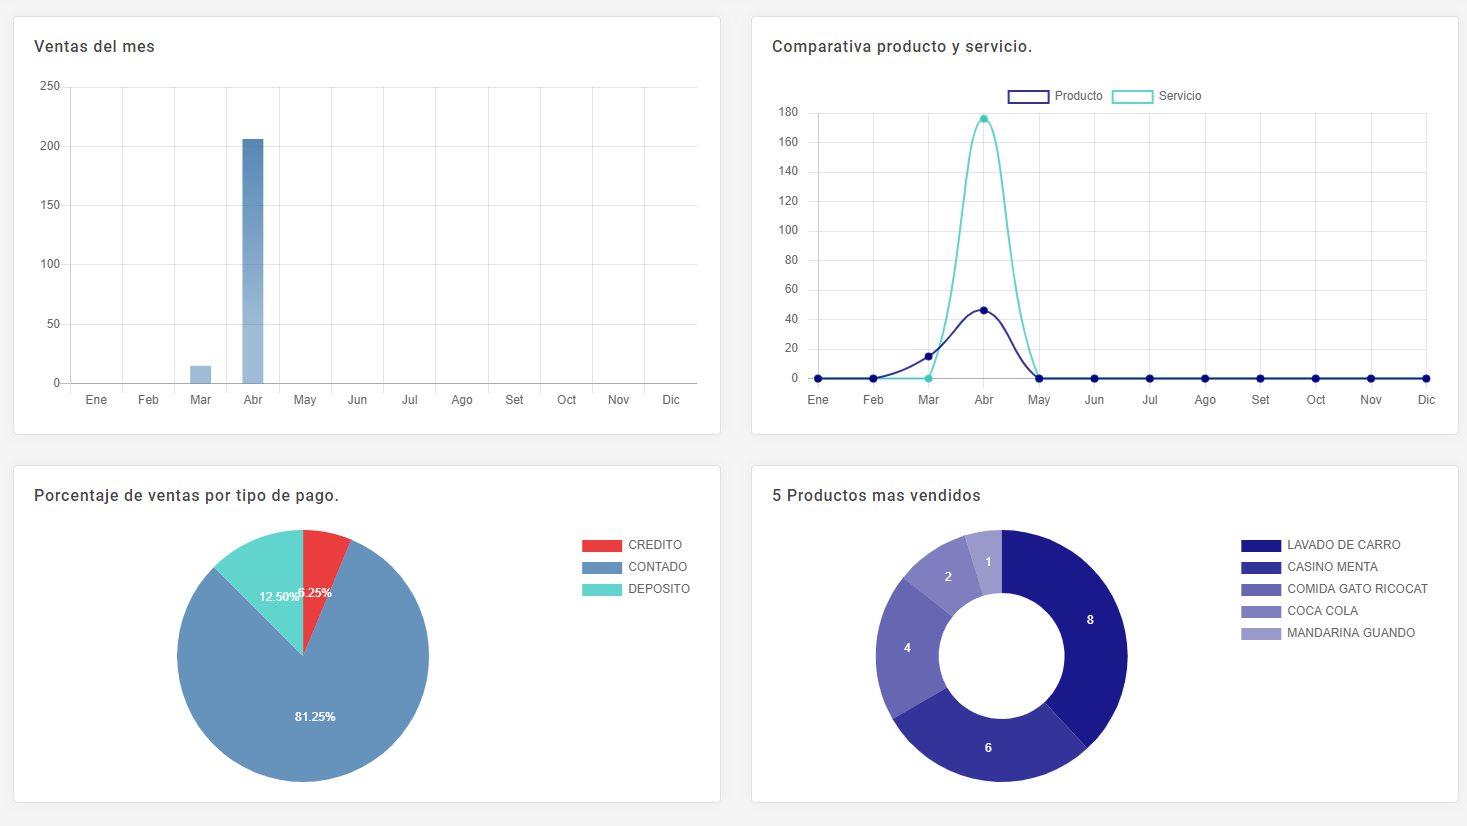 Ventas del mes
250
200
150
100
50
0
Ene Feb Mar Abr May Jun Jul Ago Set Oct Nov Dic
Comparativa producto y servicio.
Producto Servicio
180
160
140
120
100
80
60
40
20
0
Ene Feb Mar Abr May Jun Jul Ago Set Oct Nov Dic
Porcentaje de ventas por tipo de pago.
CREDITO
CONTADO
DEPOSITO
12.50% 6.25%
81.25%
5 Productos mas vendidos
LAVADO DE CARRO
CASINO MENTA
COMIDA GATO RICOCAT
COCA COLA
MANDARINA GUANDO
1
2
8
4
6